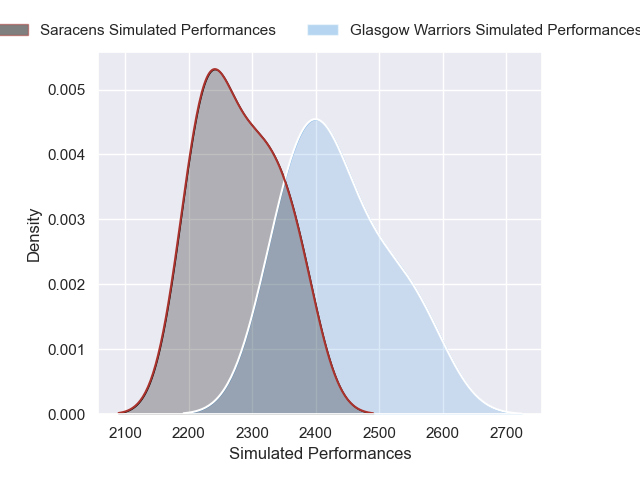 Saracens Simulated Performances
Glasgow Warriors Simulated Performances
0.005
0.004
0.003
0.002
0.001
0.000
Density
2100 2200 2300 2400 2500 2600 2700
Simulated Performances